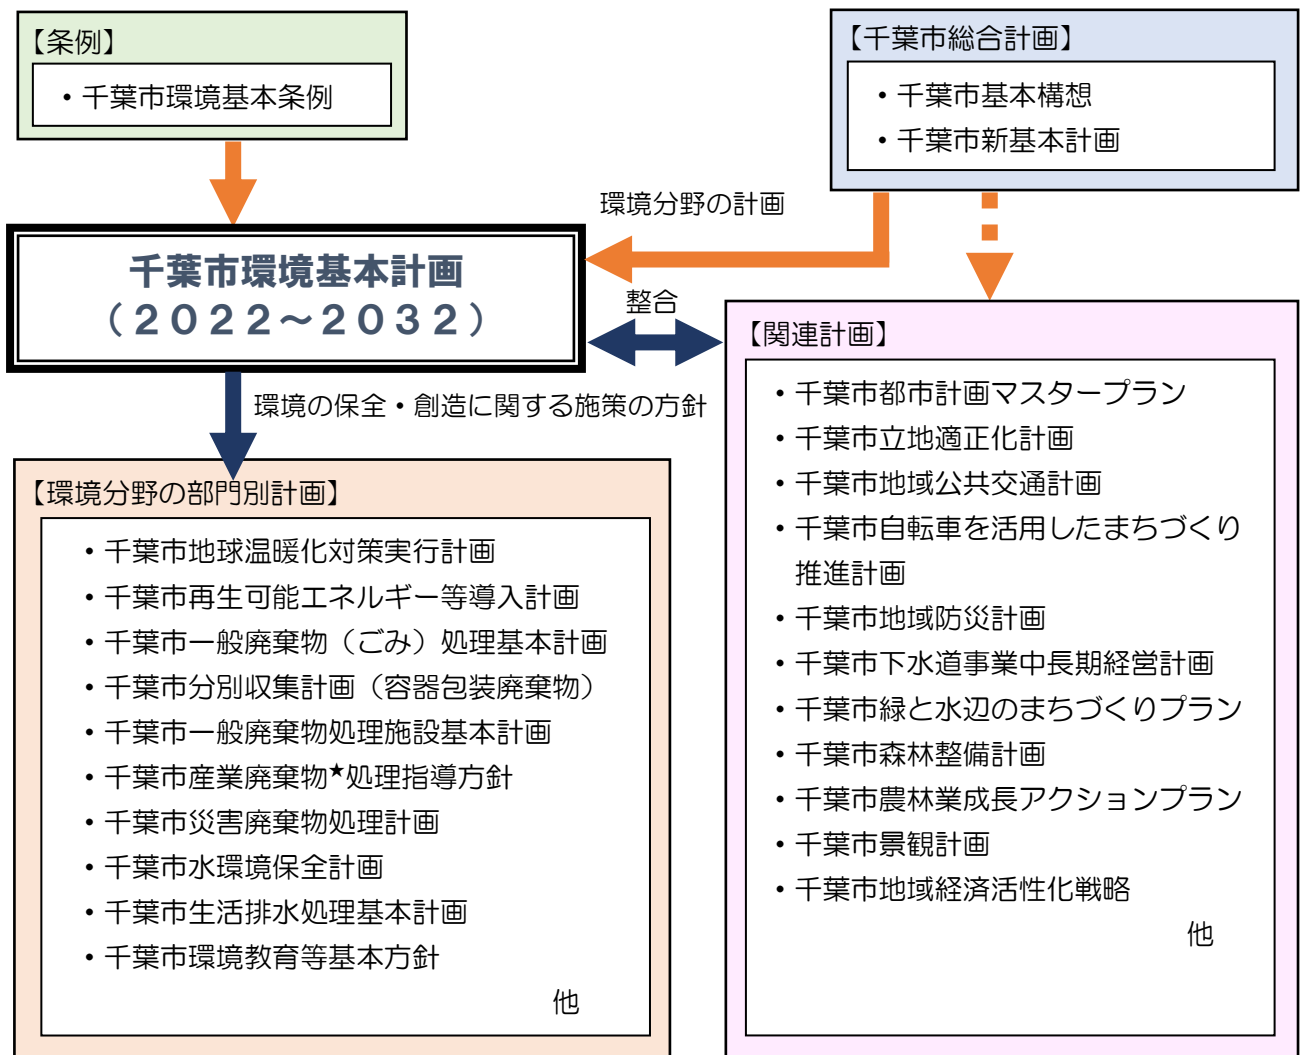 【条例】
・千葉市環境基本条例
【千葉市総合計画】
・千葉市基本構想
・千葉市新基本計画
環境分野の計画
千葉市環境基本計画
（２０２２～２０３２）
整合
環境の保全・創造に関する施策の方針
【環境分野の部門別計画】
・千葉市地球温暖化対策実行計画
・千葉市再生可能エネルギー等導入計画
・千葉市一般廃棄物（ごみ）処理基本計画
・千葉市分別収集計画（容器包装廃棄物）
・千葉市一般廃棄物処理施設基本計画
・千葉市産業廃棄物★処理指導方針
・千葉市災害廃棄物処理計画
・千葉市水環境保全計画
・千葉市生活排水処理基本計画
・千葉市環境教育等基本方針
他
【関連計画】
・千葉市都市計画マスタープラン
・千葉市立地適正化計画
・千葉市地域公共交通計画
・千葉市自転車を活用したまちづくり
推進計画
・千葉市地域防災計画
・千葉市下水道事業中長期経営計画
・千葉市緑と水辺のまちづくりプラン
・千葉市森林整備計画
・千葉市農林業成長アクションプラン
・千葉市景観計画
・千葉市地域経済活性化戦略
他